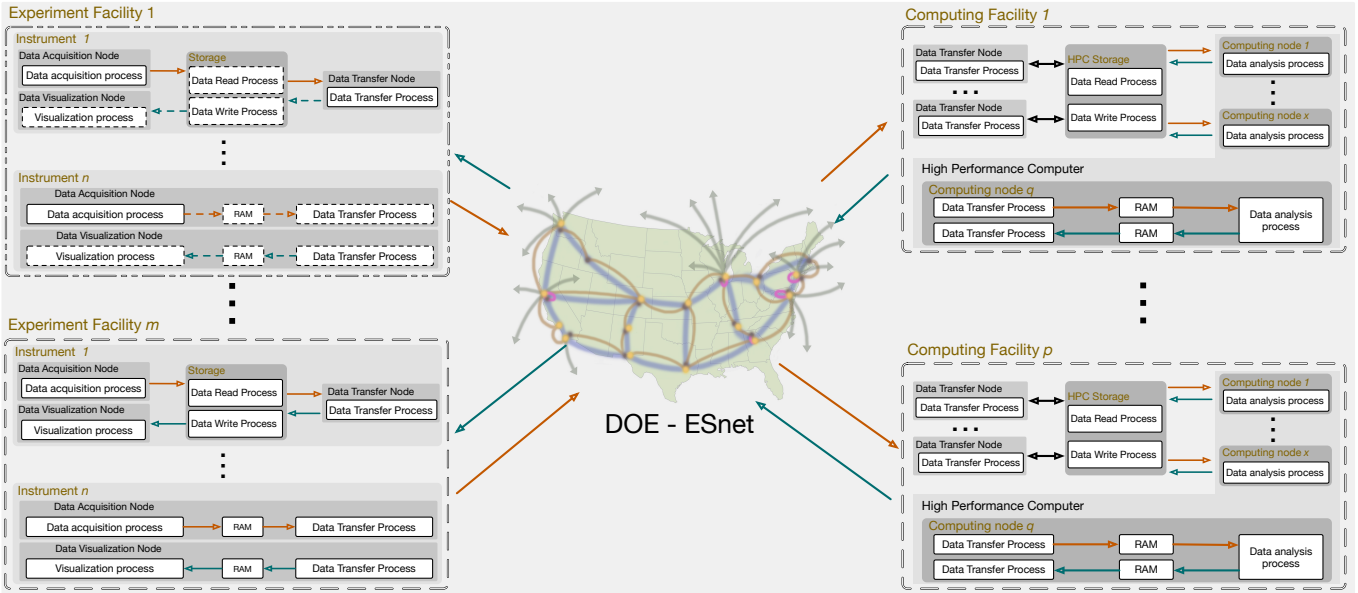 Experiment Facility 1
Instrument 1
Data Acquisition Node
Data acquisition process
Data Visualization Node
Visualization process
Storage
Data Read Process
Data Write Process
Data Transfer Node
Data Transfer Process
Instrument n
Data Acquisition Node
Data acquisition process
RAM
Data Transfer Process
Data Visualization Node
Visualization process
RAM
Data Transfer Process
Experiment Facility m
Instrument 1
Data Acquisition Node
Data acquisition process
Data Visualization Node
Visualization process
Storage
Data Read Process
Data Write Process
Data Transfer Node
Data Transfer Process
Instrument n
Data Acquisition Node
Data acquisition process
RAM
Data Transfer Process
Data Visualization Node
Visualization process
RAM
Data Transfer Process
DOE - ESnet
Computing Facility 1
Data Transfer Node
Data Transfer Process
Data Transfer Node
Data Transfer Process
HPC Storage
Data Read Process
Data Write Process
Computing node 1
Data analysis process
Computing node x
Data analysis process
High Performance Computer
Computing node q
Data Transfer Process
RAM
Data Transfer Process
RAM
Data analysis
process
Computing Facility p
Data Transfer Node
Data Transfer Process
Data Transfer Node
Data Transfer Process
HPC Storage
Data Read Process
Data Write Process
Computing node 1
Data analysis process
Computing node x
Data analysis process
High Performance Computer
Computing node q
Data Transfer Process
RAM
Data Transfer Process
RAM
Data analysis
process